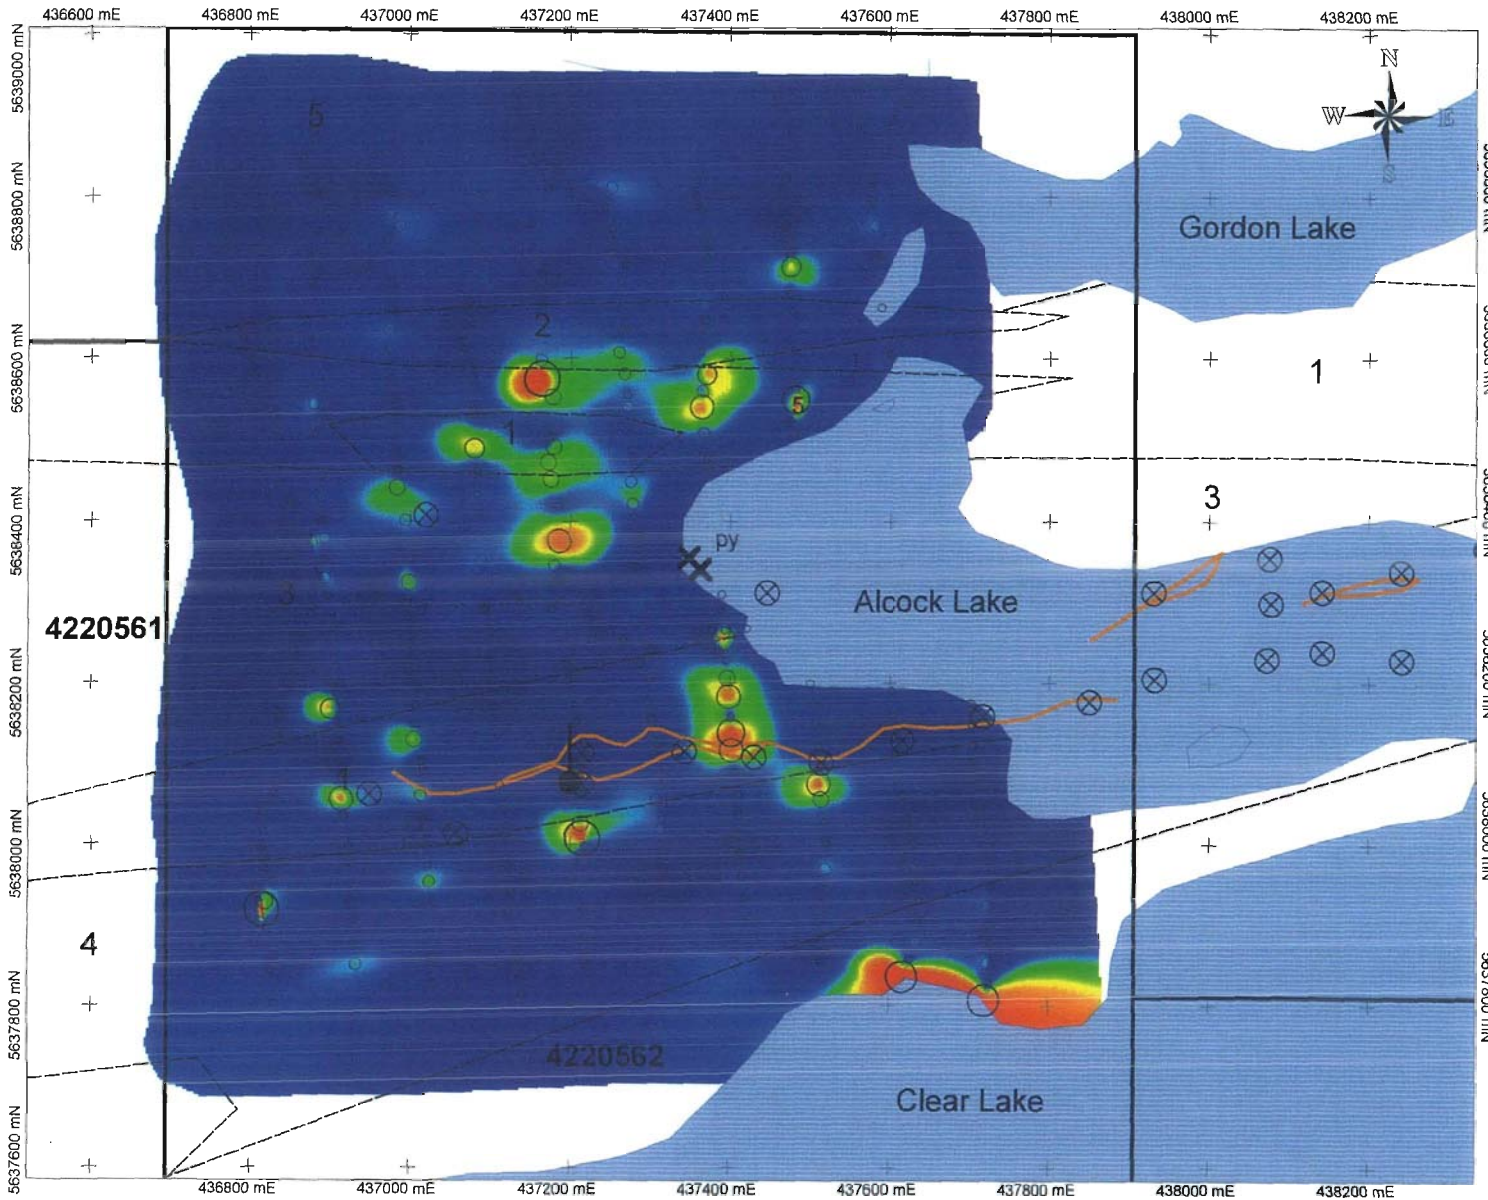 436600 mE 436800 mE 437000 mE 437200 mE 437400 mE 437600 mE 437800 mE 438000 mE 438200 mE
5639000 mN
N
W E
S
5
5638800 mN
Gordon Lake
2
5638600 mN
1
1
5
1
3
5638400 mN
py
3
Alcock Lake
4220561
5638200 mN
4
5638000 mN
4
5637800 mN
4220562
Clear Lake
5637600 mN
436800 mE 437000 mE 437200 mE 437400 mE 437600 mE 437800 mE 438000 mE 438200 mE